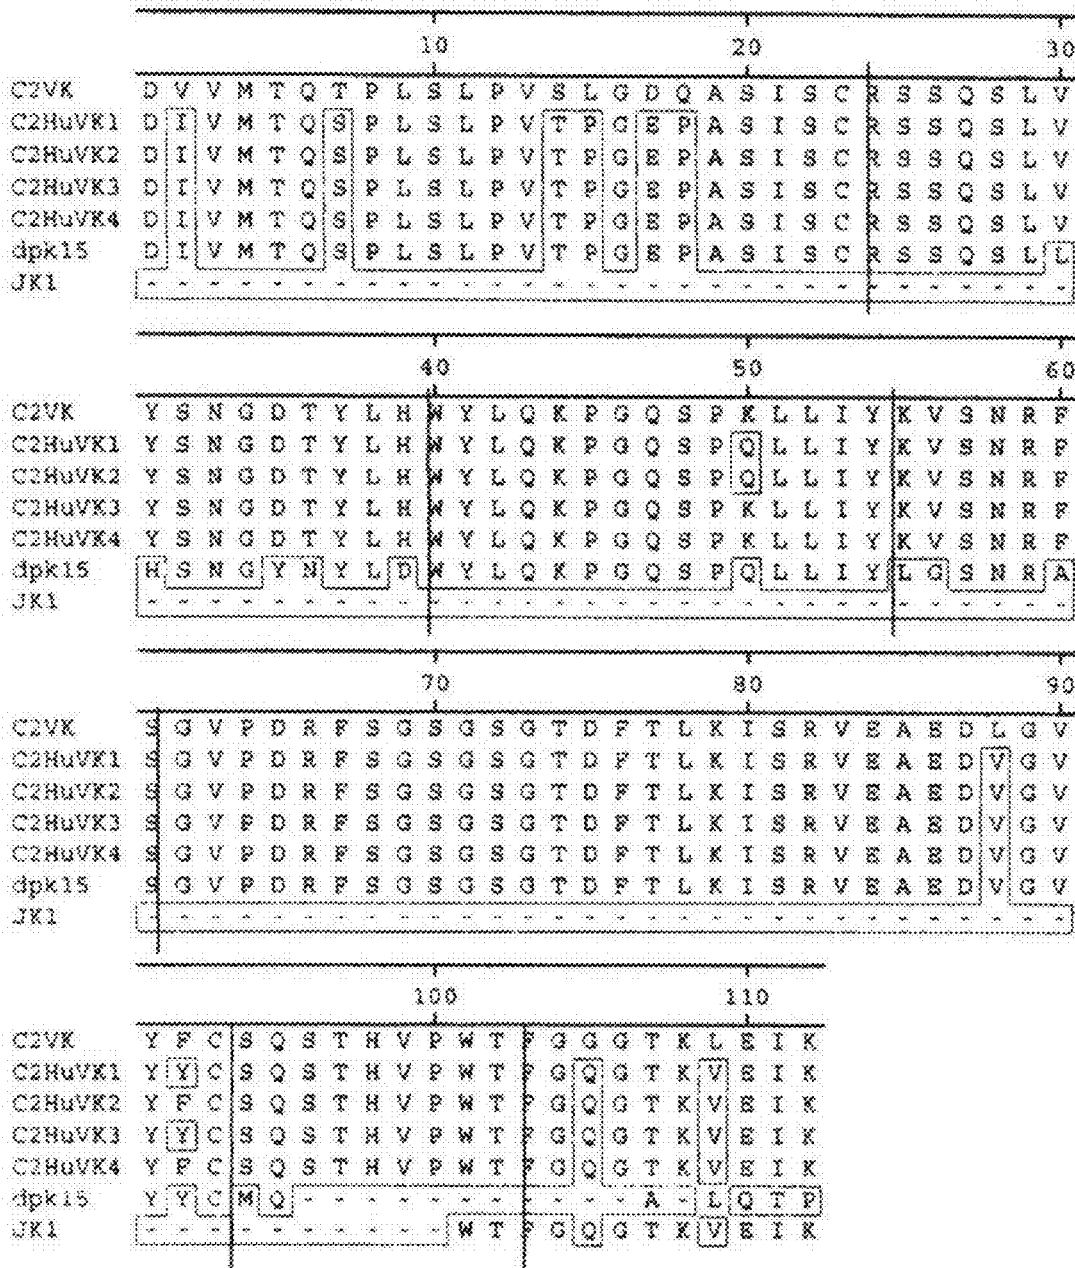 10 20 30
C2VK D V V M T Q T P L S L P V S L G D Q A S I S C R S S Q S L V
C2HuVK1 D I V M T Q S P L S L P V T P G E P A S I S C R S S Q S L V
C2HuVK2 D I V M T Q S P L S L P V T P G E P A S I S C R S S Q S L V
C2HuVK3 D I V M T Q S P L S L P V T P G E P A S I S C R S S Q S L V
C2HuVK4 D I V M T Q S P L S L P V T P G E P A S I S C R S S Q S L V
dpk15 D I V M T Q S P L S L P V T P G E P A S I S C R S S Q S L L
JK1 - - - - - - - - - - - - - - - - - - - - - - - - - - - - - -
40 50 60
C2VK Y S N G D T Y L H W Y L Q K P G Q S P K L L I Y K V S N R F
C2HuVK1 Y S N G D T Y L H W Y L Q K P G Q S P Q L L I Y K V S N R F
C2HuVK2 Y S N G D T Y L H W Y L Q K P G Q S P Q L L I Y K V S N R F
C2HuVK3 Y S N G D T Y L H W Y L Q K P G Q S P K L L I Y K V S N R F
C2HuVK4 Y S N G D T Y L H W Y L Q K P G Q S P K L L I Y K V S N R F
dpk15 H S N G Y N Y L D W Y L Q K P G Q S P Q L L I Y L G S N R A
JK1 - - - - - - - - - - - - - - - - - - - - - - - - - - - - - -
70 80 90
C2VK S G V P D R F S G S G S G T D F T L K I S R V E A E D L G V
C2HuVK1 S G V P D R F S G S G S G T D F T L K I S R V E A E D V G V
C2HuVK2 S G V P D R F S G S G S G T D F T L K I S R V E A E D V G V
C2HuVK3 S G V P D R F S G S G S G T D F T L K I S R V E A E D V G V
C2HuVK4 S G V P D R F S G S G S G T D F T L K I S R V E A E D V G V
dpk15 S G V P D R F S G S G S G T D F T L K I S R V E A E D V G V
JK1 - - - - - - - - - - - - - - - - - - - - - - - - - - - - - -
100 110
C2VK Y F C S Q S T H V P W T F G G G T K L E I K
C2HuVK1 Y Y C S Q S T H V P W T F G Q G T K V E I K
C2HuVK2 Y F C S Q S T H V P W T F G Q G T K V E I K
C2HuVK3 Y Y C S Q S T H V P W T F G Q G T K V E I K
C2HuVK4 Y F C S Q S T H V P W T F G Q G T K V E I K
dpk15 Y Y C M Q - - - - - - - - - - - A - L Q T P
JK1 - - - - - - - - - - W T F G Q G T K V E I K